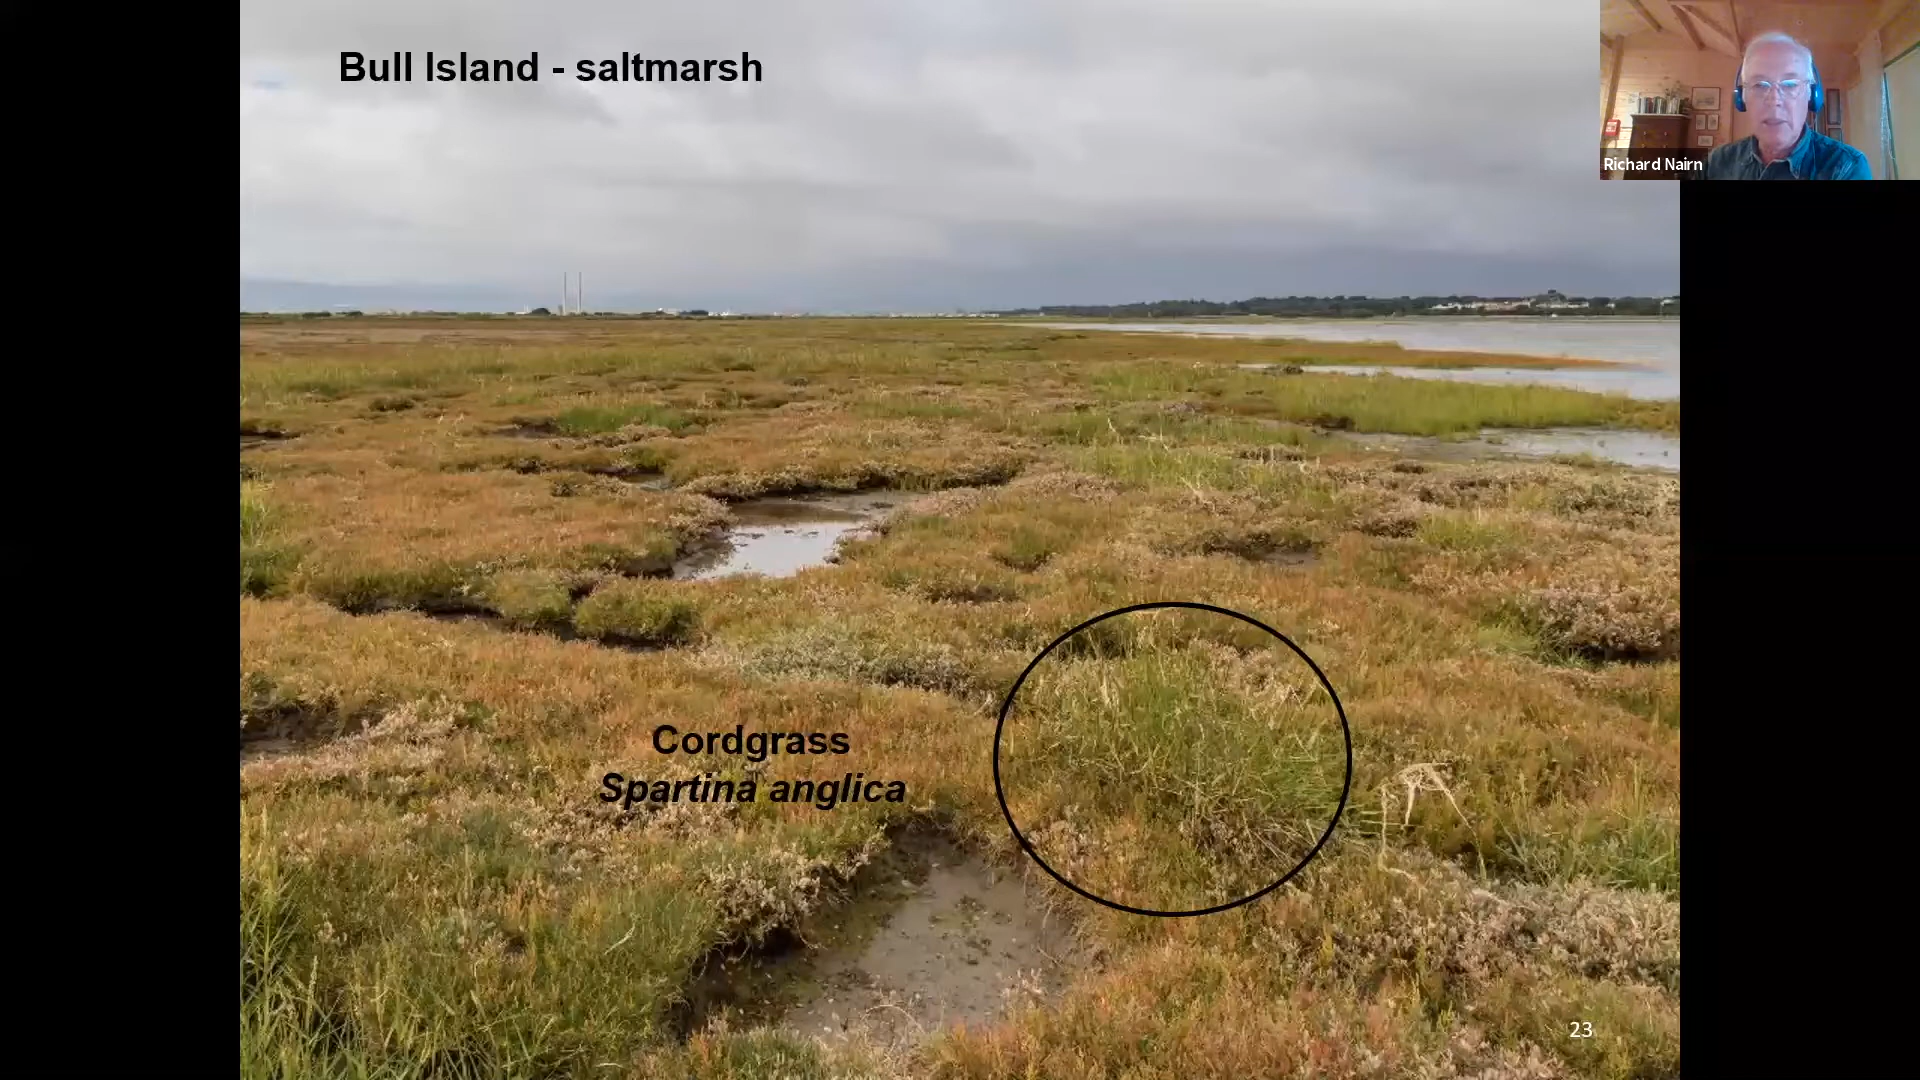 Bull Island - saltmarsh
Richard Nairn
Cordgrass
Spartina anglica
23